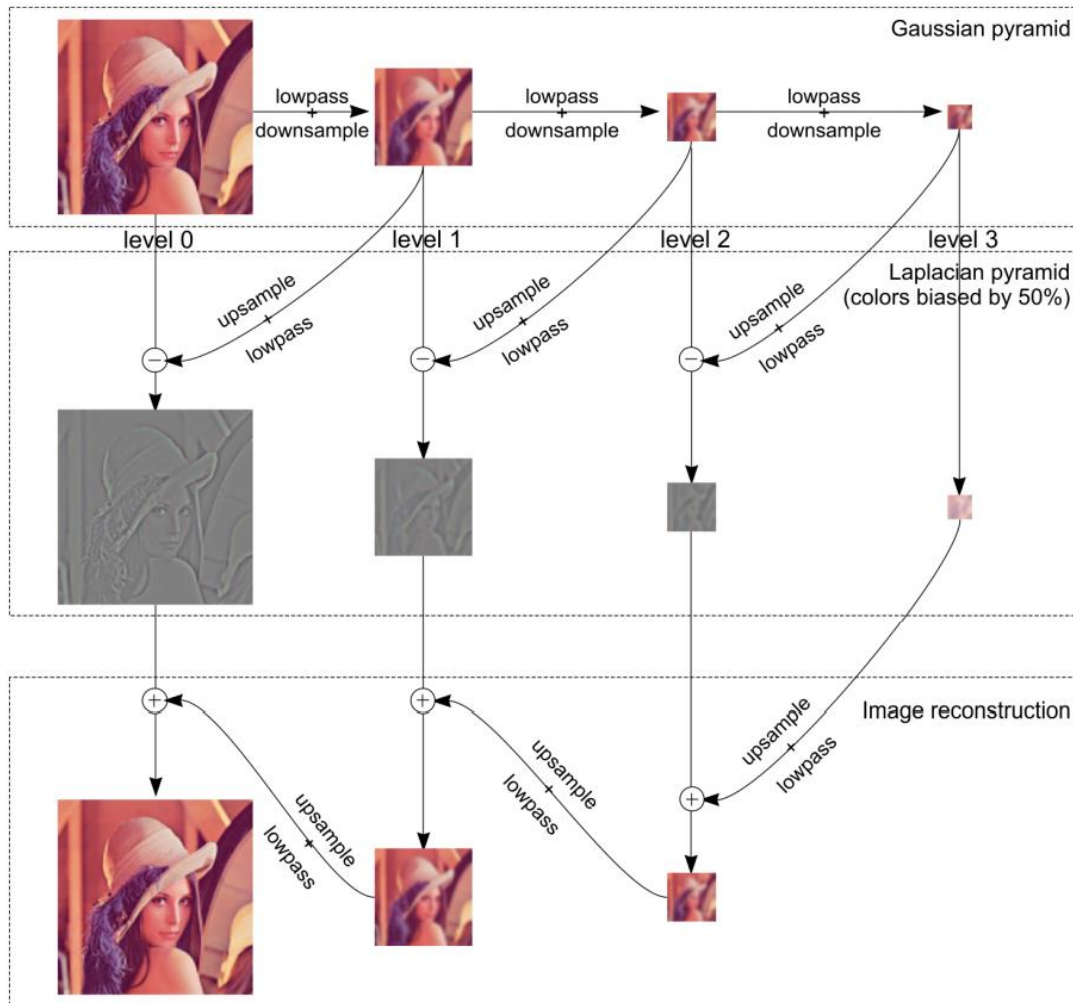 Gaussian pyramid
lowpass
+
downsample
lowpass
+
downsample
lowpass
+
downsample
level 0
level 1
level 2
level 3
Laplacian pyramid
(colors biased by 50%)
upsample
+
lowpass
upsample
+
lowpass
upsample
+
lowpass
−
−
−
+
+
Image reconstruction
upsample
+
lowpass
+
upsample
+
lowpass
upsample
+
lowpass